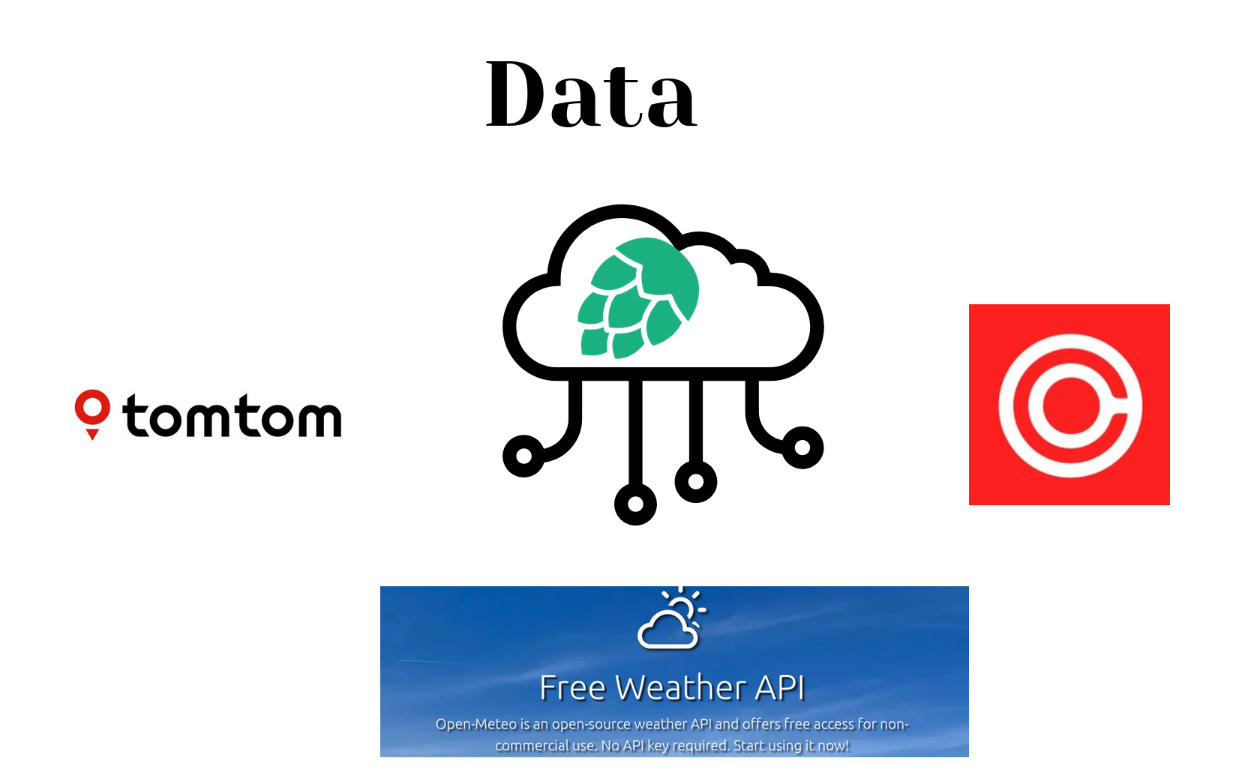 Data
tomtom
Free Weather API
Open-Meteo is an open-source weather API and offers free access for non-
commercial use. No API key required. Start using it now!